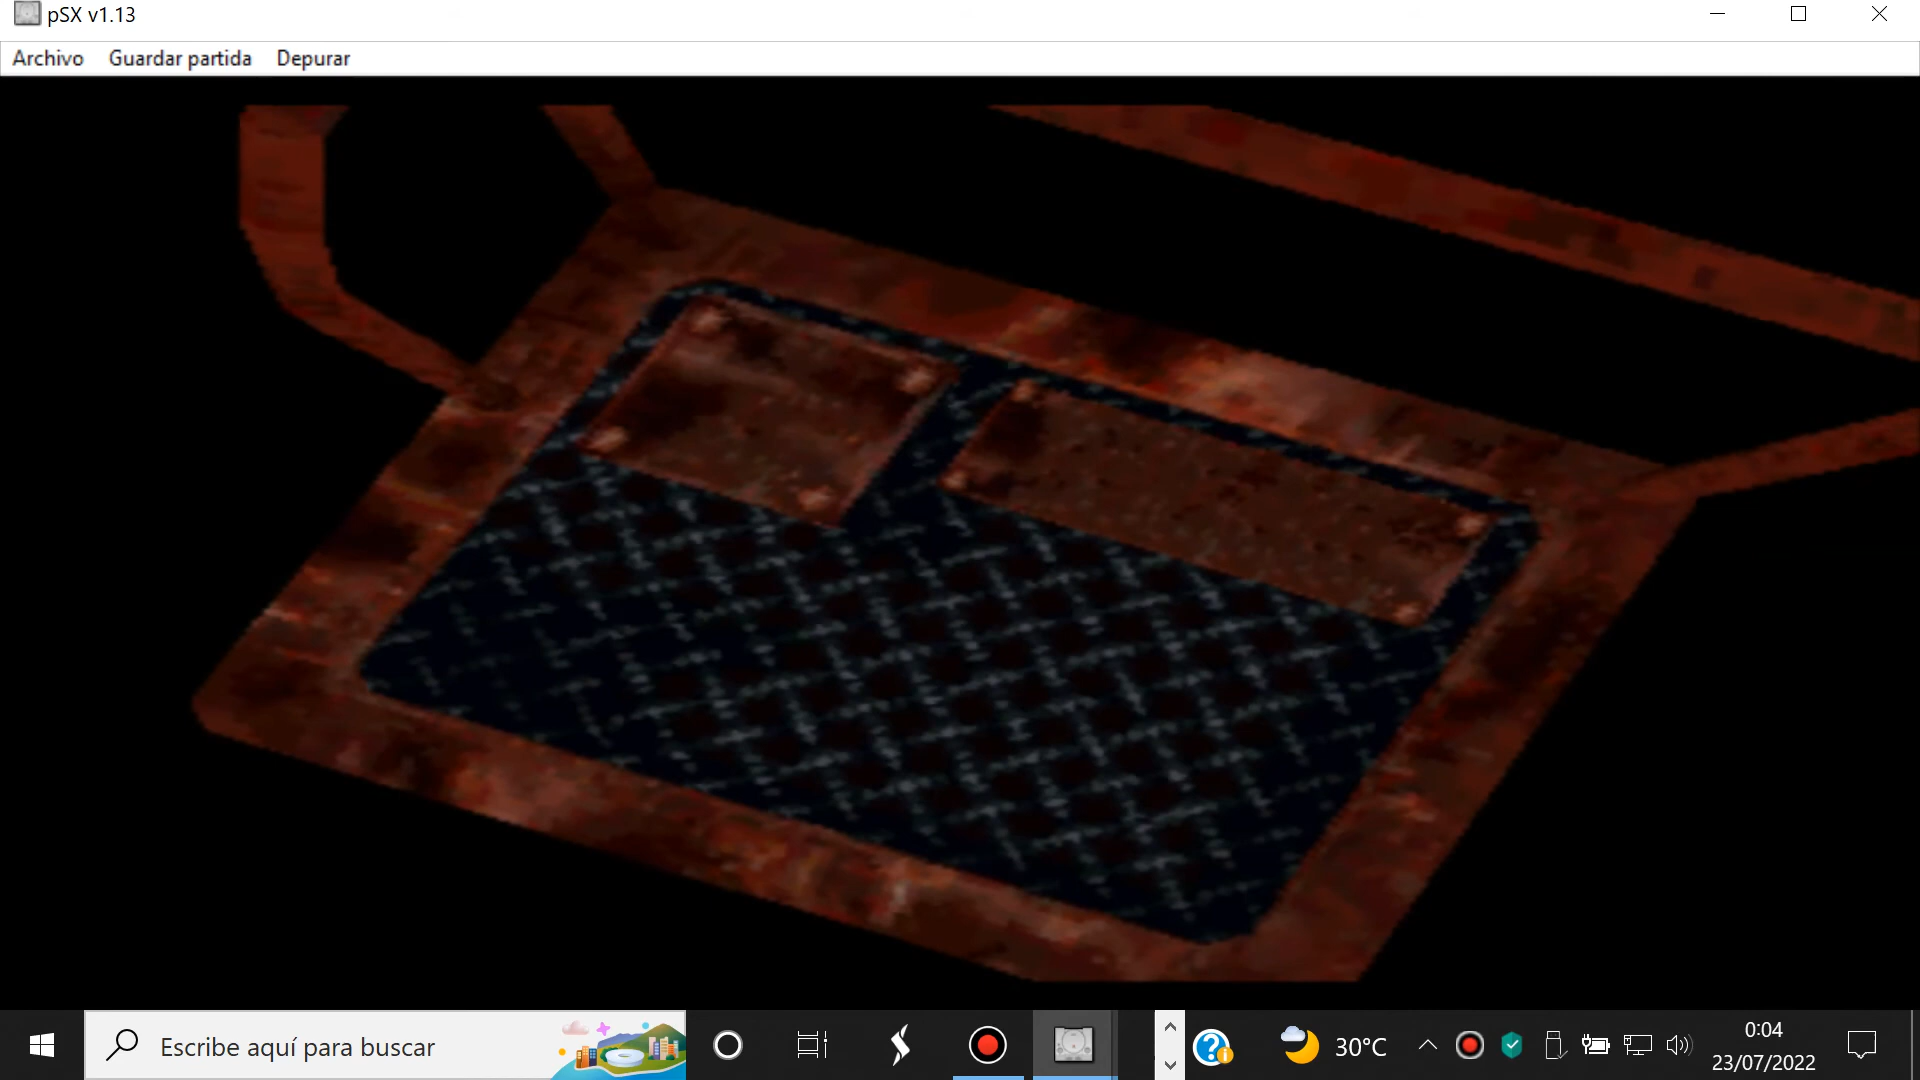 pSX v1.13
Archivo Guardar partida Depurar
Escribe aquí para buscar
30°C
0:04
23/07/2022